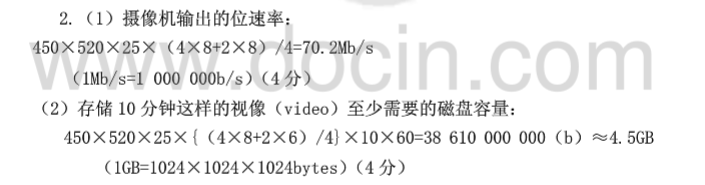 2.（1）摄像机输出的位速率：
450×520×25×（4×8+2×8）/4=70.2Mb/s
（1Mb/s=1 000 000b/s）(4 分）
www.docin.com
（2）存储 10 分钟这样的视像（video）至少需要的磁盘容量：
450×520×25×{（4×8+2×6）/4}×10×60=38 610 000 000（b）≈4.5GB
（1GB=1024×1024×1024bytes）(4 分）